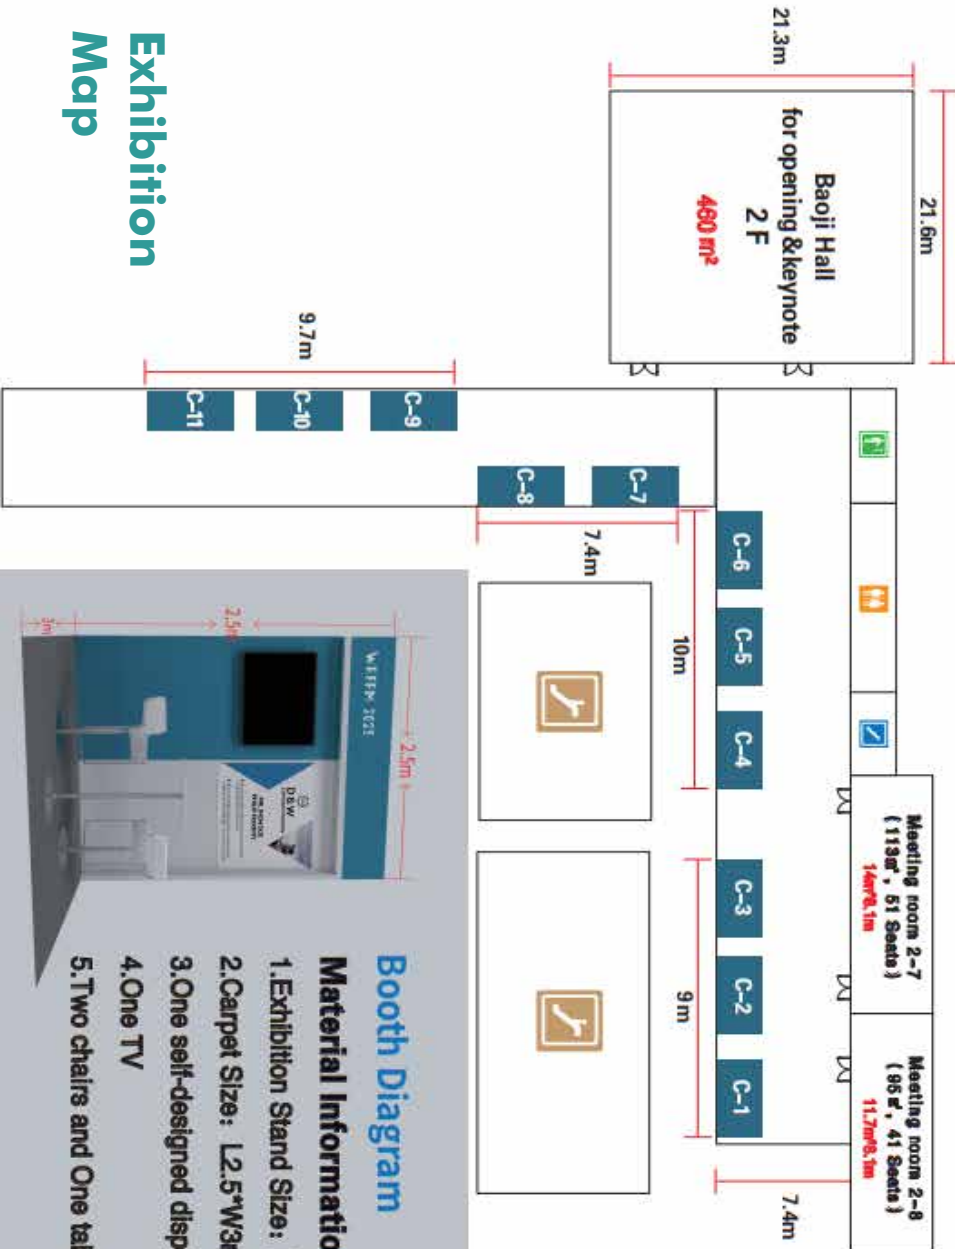 Exhibition
Map
21.3m
21.6m
Baoji Hall
for opening &keynote
2 F
460 m²
9.7m
C-11
C-10
C-9
C-8
C-7
7.4m
C-6
C-5
C-4
10m
C-3
C-2
C-1
9m
7.4m
Meeting room 2-7
(113㎡, 51 Seats)
14m*8.1m
Meeting room 2-8
(95㎡, 41 Seats)
11.7m*8.1m
2.5m
2.5m
3m
D&W
Booth Diagram
Material Informatio
1.Exhibition Stand Size:
2.Carpet Size: L2.5*W3
3.One self-designed disp
4.One TV
5.Two chairs and One ta